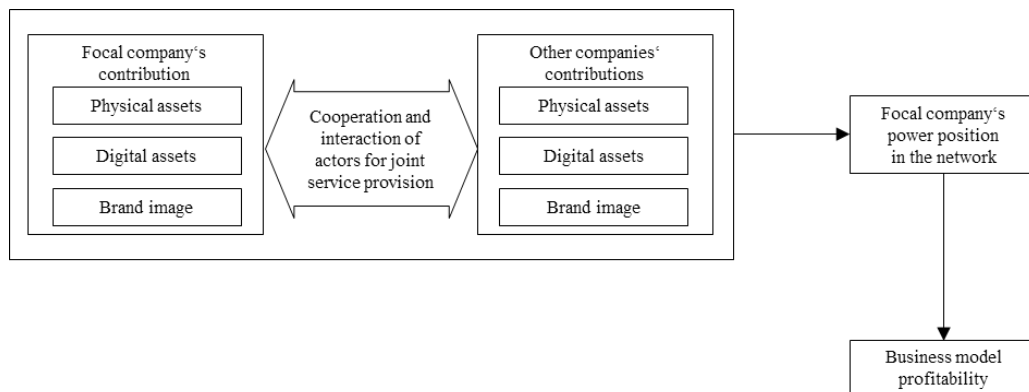 Focal company‘s
contribution
Physical assets
Digital assets
Brand image
Cooperation and
interaction of
actors for joint
service provision
Other companies‘
contributions
Physical assets
Digital assets
Brand image
Focal company‘s
power position
in the network
Business model
profitability